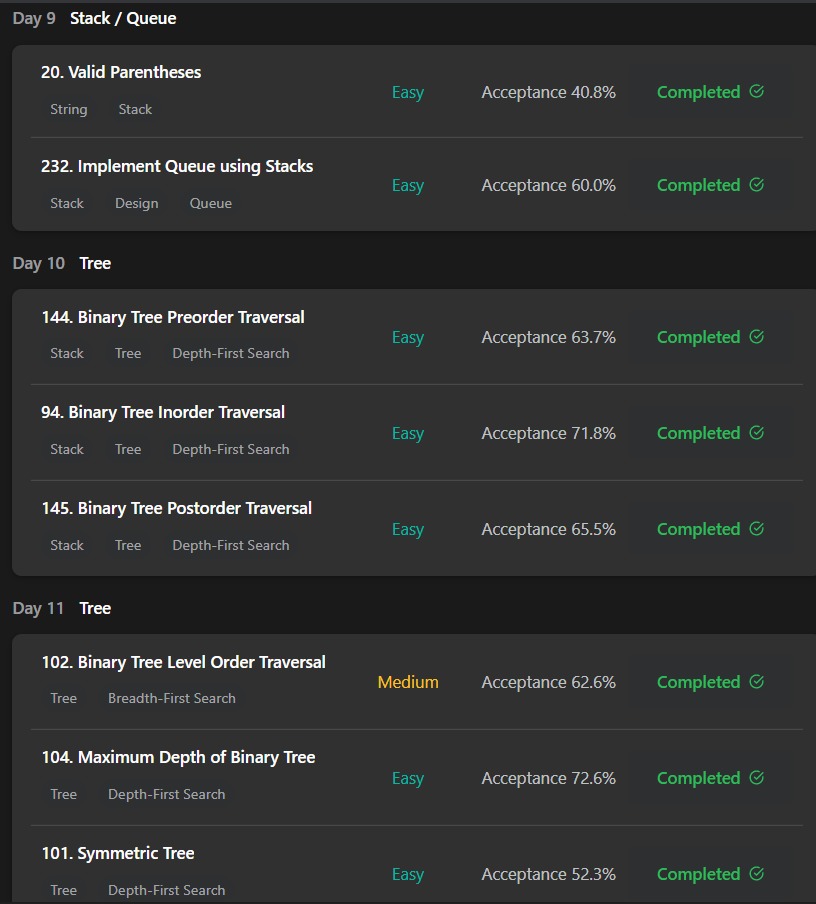 Day 9 Stack / Queue
20. Valid Parentheses
Easy Acceptance 40.8% Completed
String Stack
232. Implement Queue using Stacks
Easy Acceptance 60.0% Completed
Stack Design Queue
Day 10 Tree
144. Binary Tree Preorder Traversal
Easy Acceptance 63.7% Completed
Stack Tree Depth-First Search
94. Binary Tree Inorder Traversal
Easy Acceptance 71.8% Completed
Stack Tree Depth-First Search
145. Binary Tree Postorder Traversal
Easy Acceptance 65.5% Completed
Stack Tree Depth-First Search
Day 11 Tree
102. Binary Tree Level Order Traversal
Medium Acceptance 62.6% Completed
Tree Breadth-First Search
104. Maximum Depth of Binary Tree
Easy Acceptance 72.6% Completed
Tree Depth-First Search
101. Symmetric Tree
Easy Acceptance 52.3% Completed
Tree Depth-First Search